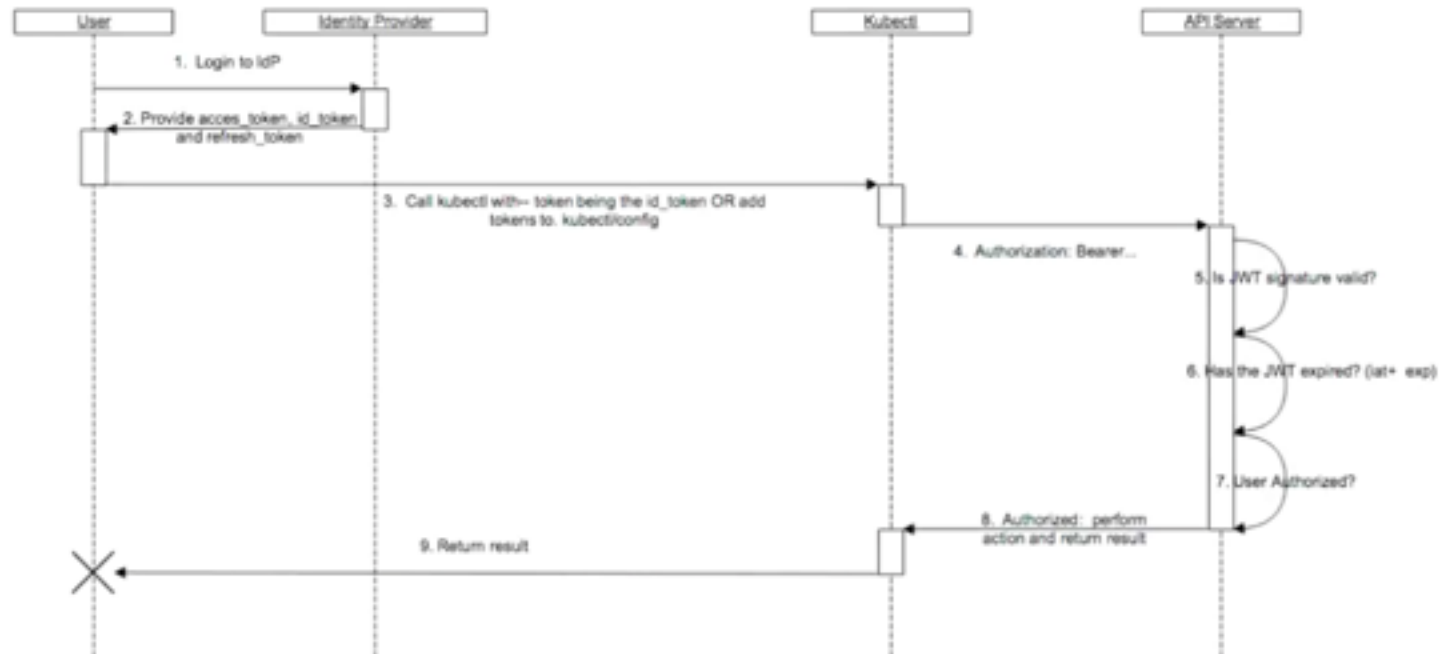 User
Identity Provider
Kubectl
API Server
1. Login to IdP
2. Provide acces_token, id_token
and refresh_token
3. Call kubectl with-- token being the id_token OR add
tokens to. kubectl/config
4. Authorization: Bearer...
5. Is JWT signature valid?
6. Has the JWT expired? (iat+ exp)
7. User Authorized?
8. Authorized: perform
action and return result
9. Return result